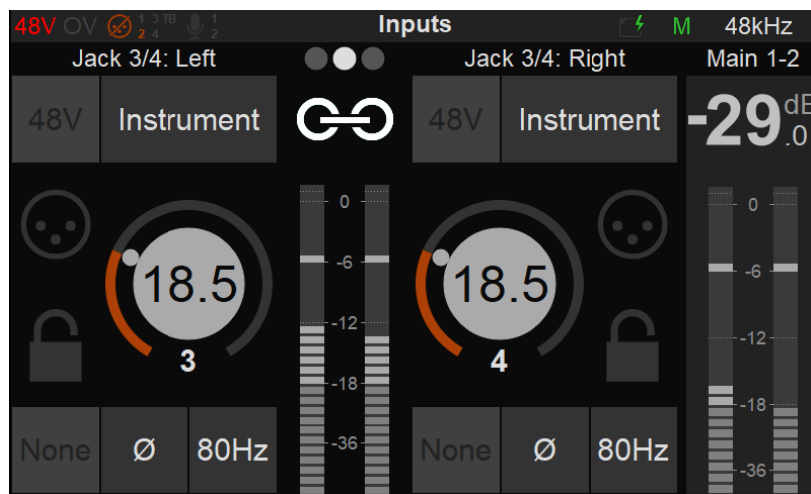 48V OV 1 2 3 4 TB 1 2 Inputs M 48kHz
Jack 3/4: Left Jack 3/4: Right Main 1-2
48V Instrument 48V Instrument -29.0 dB
0 0
-6 -6
18.5 18.5
-12 -12
3 4
-18 -18
None Ø 80Hz -36 None Ø 80Hz -36